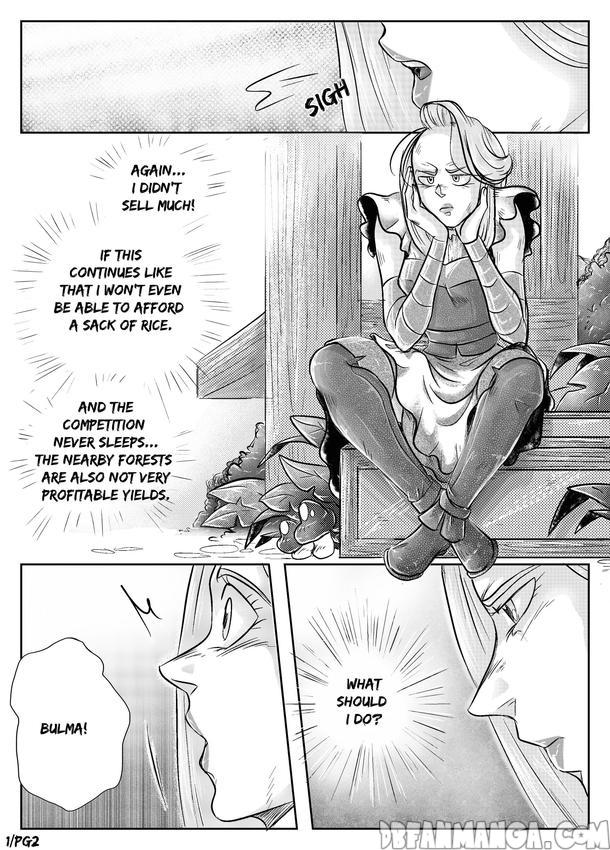 SIGH
AGAIN...
I DIDN'T
SELL MUCH!
IF THIS
CONTINUES LIKE
THAT I WON'T EVEN
BE ABLE TO AFFORD
A SACK OF RICE.
AND THE
COMPETITION
NEVER SLEEPS...
THE NEARBY FORESTS
ARE ALSO NOT VERY
PROFITABLE YIELDS.
BULMA!
WHAT
SHOULD
I DO?
1/PG2
DBFANMANGA.COM